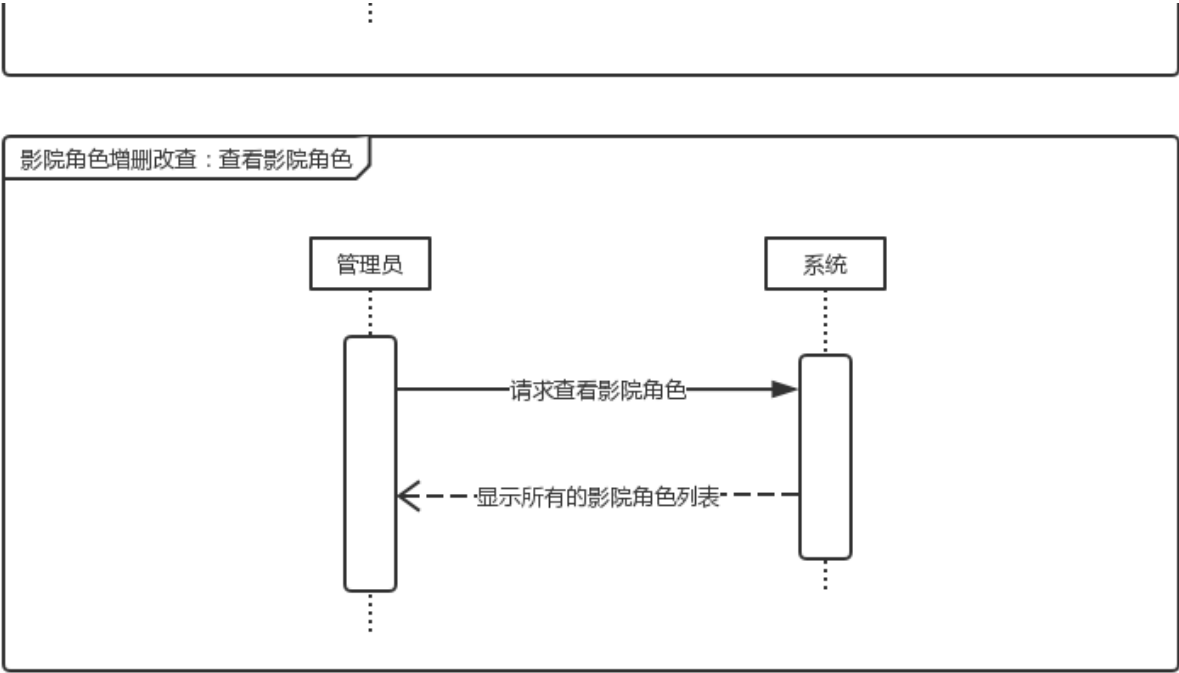 影院角色增删改查：查看影院角色
管理员
系统
请求查看影院角色
显示所有的影院角色列表